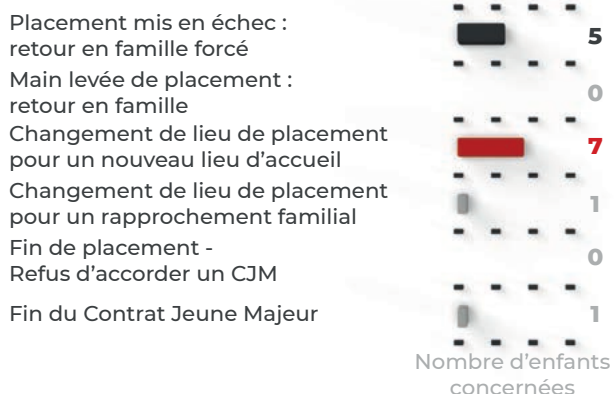 Placement mis en échec :
retour en famille forcé
5
Main levée de placement :
retour en famille
0
Changement de lieu de placement
pour un nouveau lieu d’accueil
7
Changement de lieu de placement
pour un rapprochement familial
1
Fin de placement -
Refus d’accorder un CJM
0
Fin du Contrat Jeune Majeur
1
Nombre d’enfants
concernées